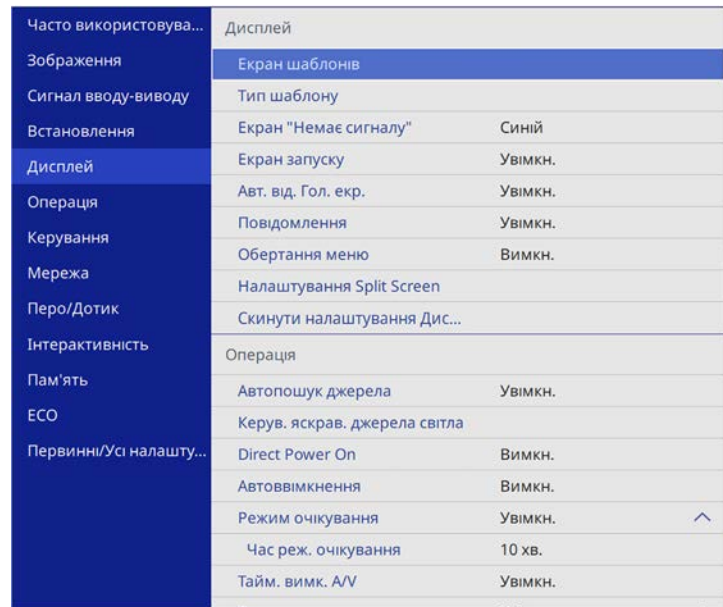 Часто використовува...
Зображення
Сигнал вводу-виводу
Встановлення
Дисплей
Операція
Керування
Мережа
Перо/Дотик
Інтерактивність
Пам'ять
ECO
Первинні/Усі налашту...
Дисплей
Екран шаблонів
Тип шаблону
Екран "Немає сигналу" Синій
Екран запуску Увімкн.
Авт. від. Гол. екр. Увімкн.
Повідомлення Увімкн.
Обертання меню Вимкн.
Налаштування Split Screen
Скинути налаштування Дис...
Операція
Автопошук джерела Увімкн.
Керув. яскрав. джерела світла
Direct Power On Вимкн.
Автоввімкнення Вимкн.
Режим очікування Увімкн.
Час реж. очікування 10 хв.
Тайм. вимк. A/V Увімкн.